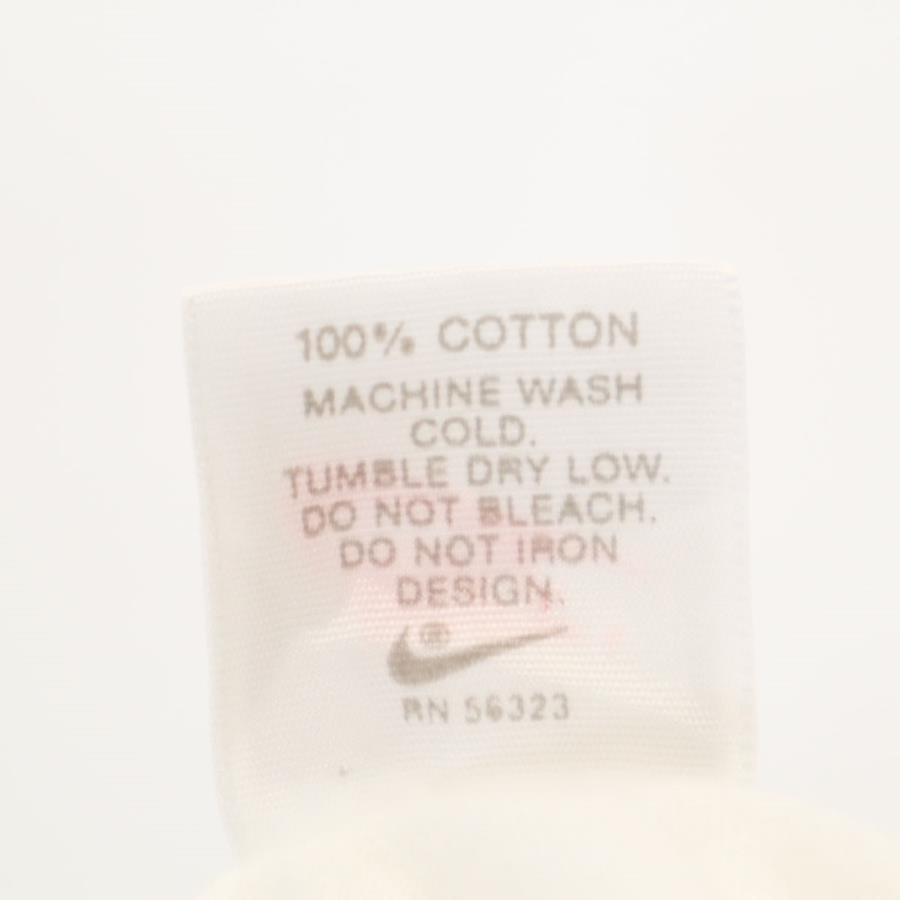 100% COTTON
MACHINE WASH
COLD.
TUMBLE DRY LOW.
DO NOT BLEACH.
DO NOT IRON
DESIGN.
®
RN 56323